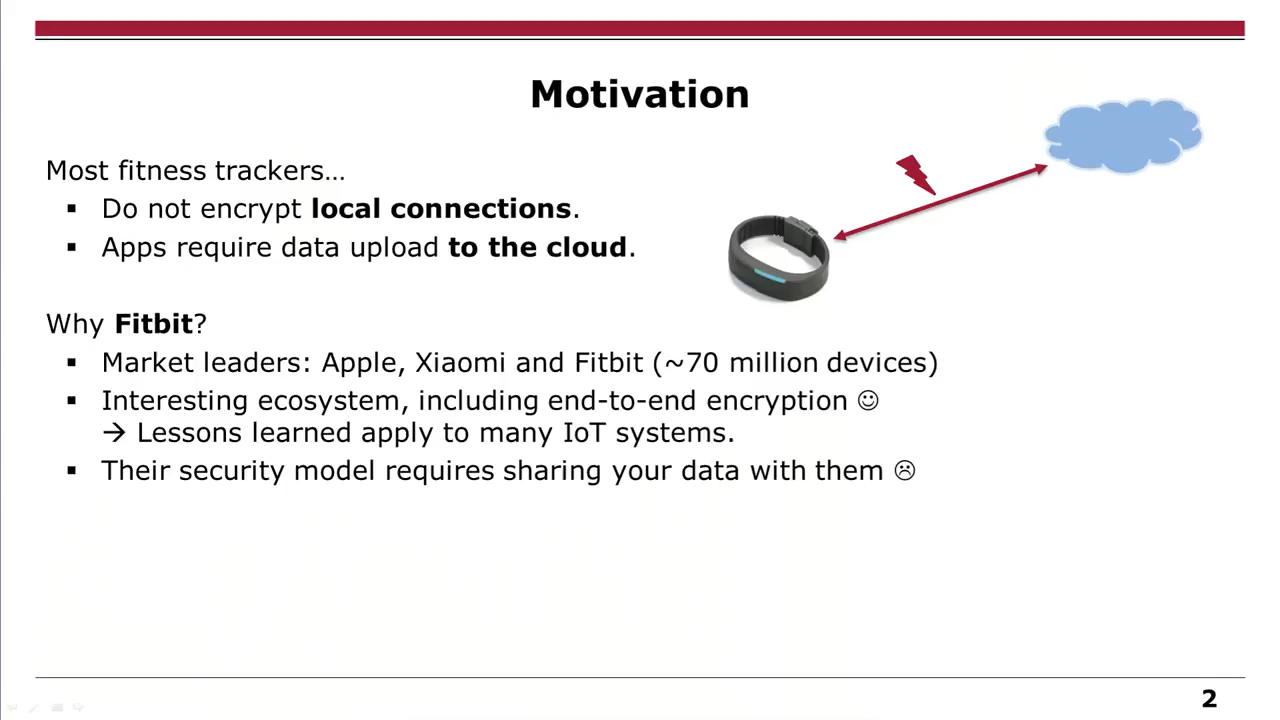 Motivation
Most fitness trackers…
▪ Do not encrypt local connections.
▪ Apps require data upload to the cloud.
Why Fitbit?
▪ Market leaders: Apple, Xiaomi and Fitbit (~70 million devices)
▪ Interesting ecosystem, including end-to-end encryption ☺
→ Lessons learned apply to many IoT systems.
▪ Their security model requires sharing your data with them ☹
2